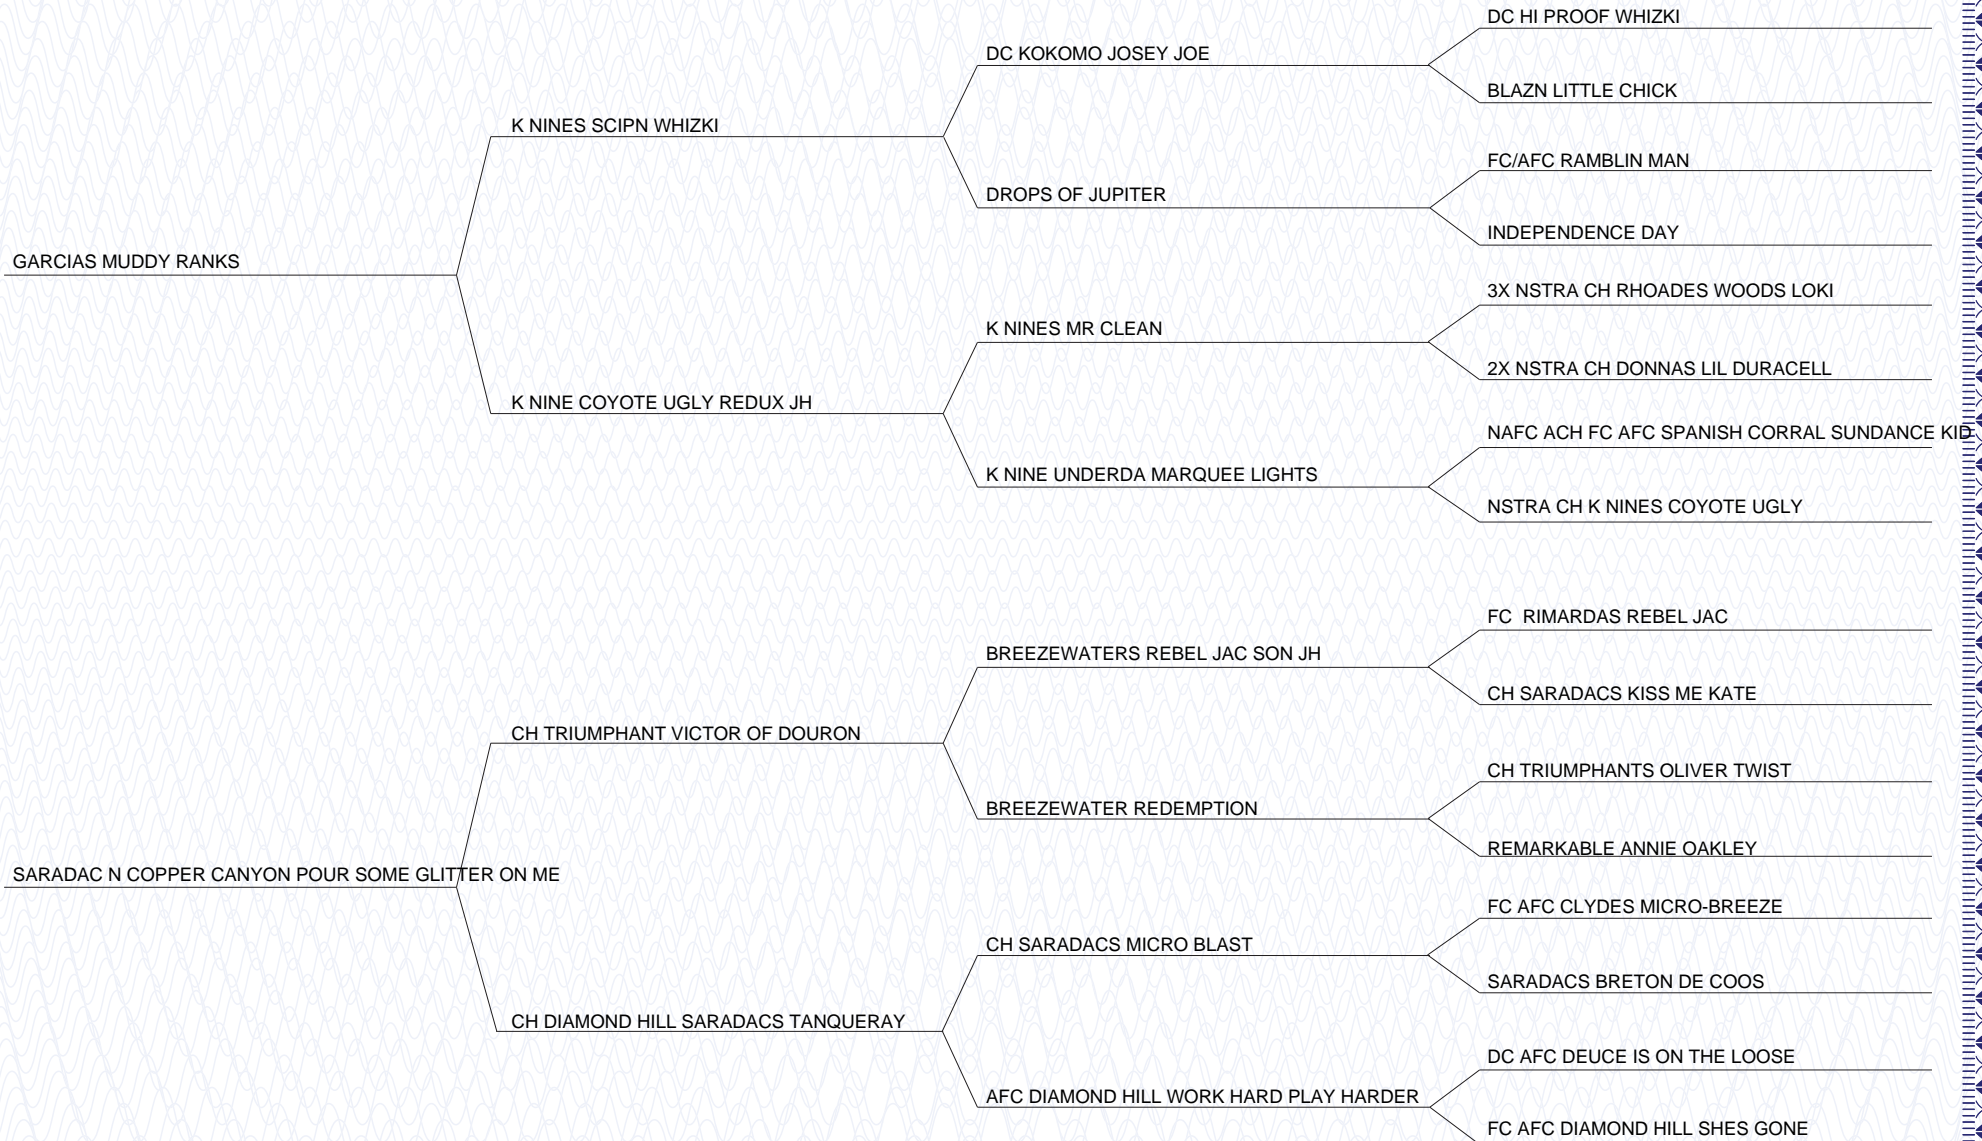 DC HI PROOF WHIZKI
DC KOKOMO JOSEY JOE
BLAZN LITTLE CHICK
K NINES SCIPN WHIZKI
FC/AFC RAMBLIN MAN
DROPS OF JUPITER
INDEPENDENCE DAY
GARCIAS MUDDY RANKS
3X NSTRA CH RHOADES WOODS LOKI
K NINES MR CLEAN
2X NSTRA CH DONNAS LIL DURACELL
K NINE COYOTE UGLY REDUX JH
NAFC ACH FC AFC SPANISH CORRAL SUNDANCE KID
K NINE UNDERDA MARQUEE LIGHTS
NSTRA CH K NINES COYOTE UGLY
FC  RIMARDAS REBEL JAC
BREEZEWATERS REBEL JAC SON JH
CH SARADACS KISS ME KATE
CH TRIUMPHANT VICTOR OF DOURON
CH TRIUMPHANTS OLIVER TWIST
BREEZEWATER REDEMPTION
REMARKABLE ANNIE OAKLEY
SARADAC N COPPER CANYON POUR SOME GLITTER ON ME
FC AFC CLYDES MICRO-BREEZE
CH SARADACS MICRO BLAST
SARADACS BRETON DE COOS
CH DIAMOND HILL SARADACS TANQUERAY
DC AFC DEUCE IS ON THE LOOSE
AFC DIAMOND HILL WORK HARD PLAY HARDER
FC AFC DIAMOND HILL SHES GONE